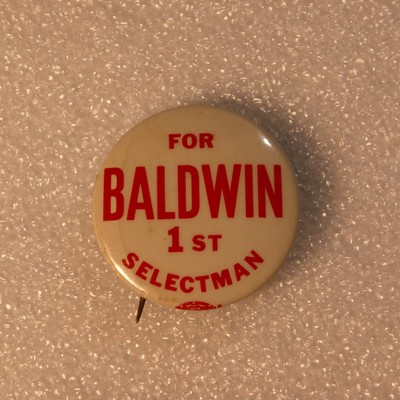 FOR
BALDWIN
1 ST
SELECTMAN